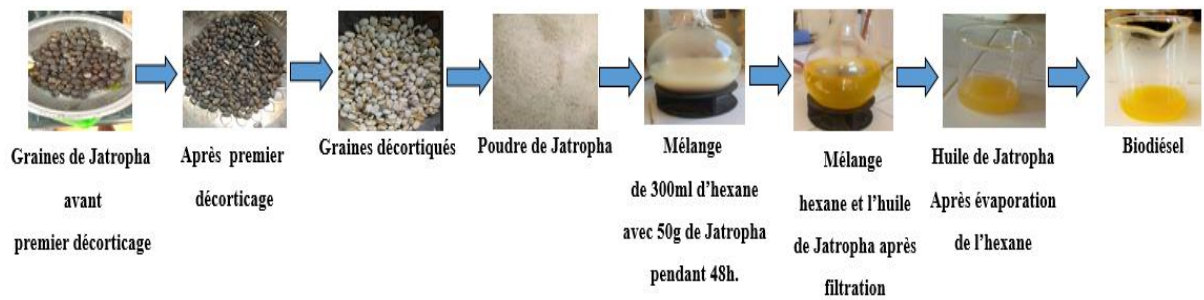 Graines de Jatropha
avant
premier décorticage
Après premier
décorticage
Graines décortiqués
Poudre de Jatropha
Mélange
de 300ml d’hexane
avec 50g de Jatropha
pendant 48h.
Mélange
hexane et l’huile
de Jatropha après
filtration
Huile de Jatropha
Après évaporation
de l’hexane
Biodiésel